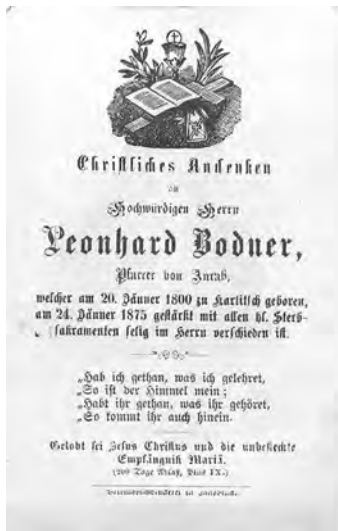 Christliches Andenken
an
Hochwürdigen Herrn
Leonhard Bodner,
Pfarrer von
welcher am 20. Jänner 1800 zu Kartitsch geboren,
am 24. Jänner 1875 gestärkt mit allen hl. Sterb-
sakramenten selig im Herrn verschieden ist.
„Hab ich gethan, was ich gelehret,
„So ist der Himmel mein;
„Habt ihr gethan, was ihr gehöret,
„So kommt ihr auch hinein.
Gelobt sei Jesus Christus und die unbefleckte
Empfängniß Mariä.
(200 Tage Ablaß, Pius IX.)